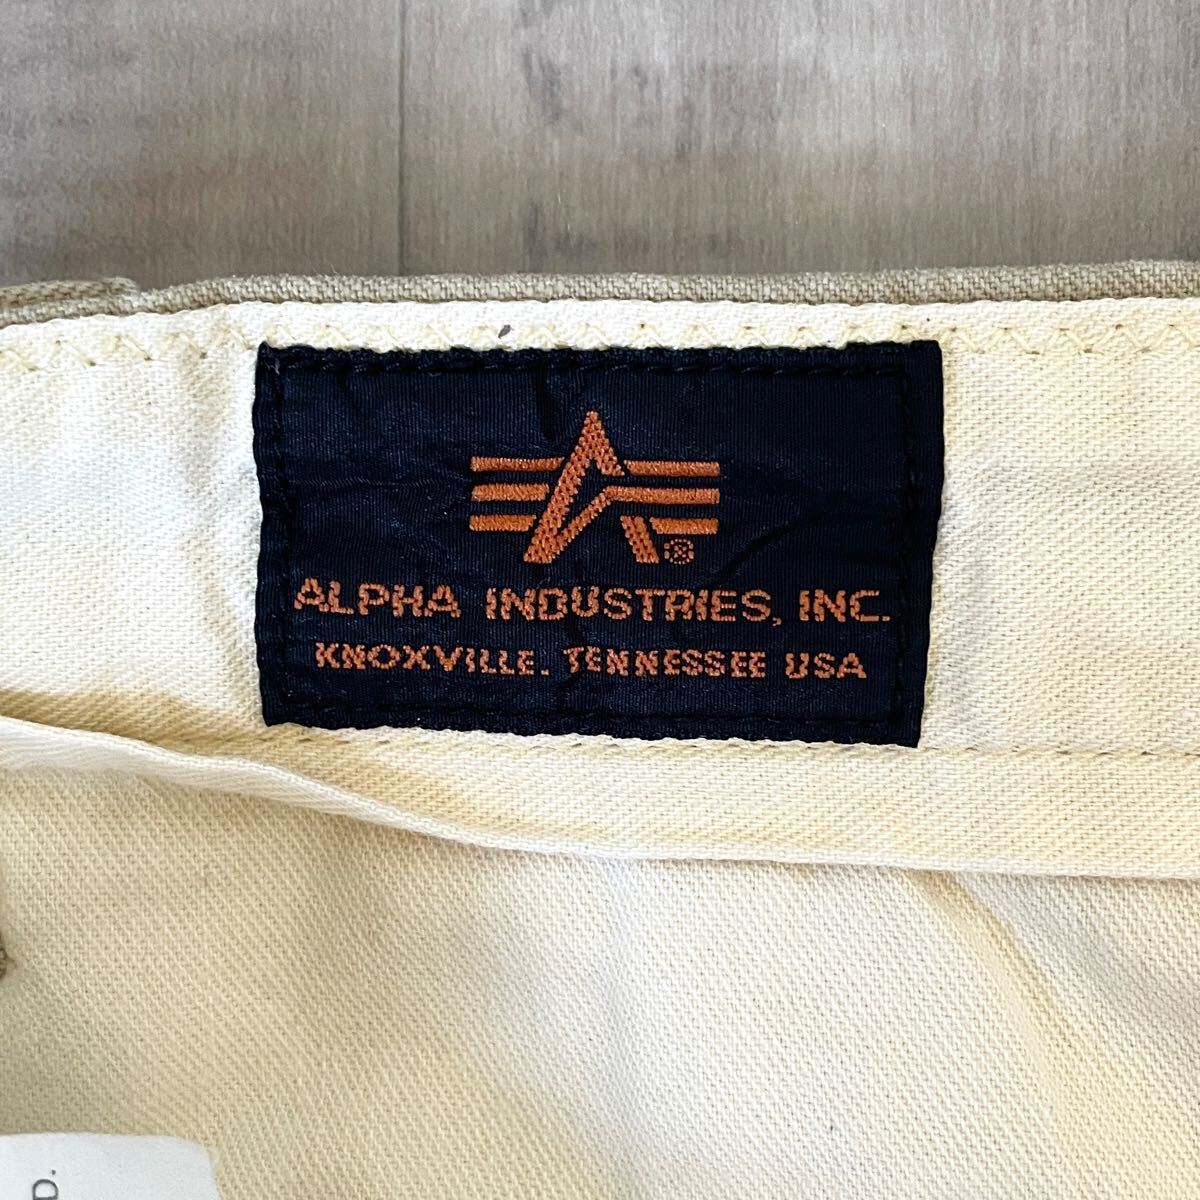 ®
ALPHA INDUSTRIES, INC.
KNOXVILLE. TENNESSEE USA
D.